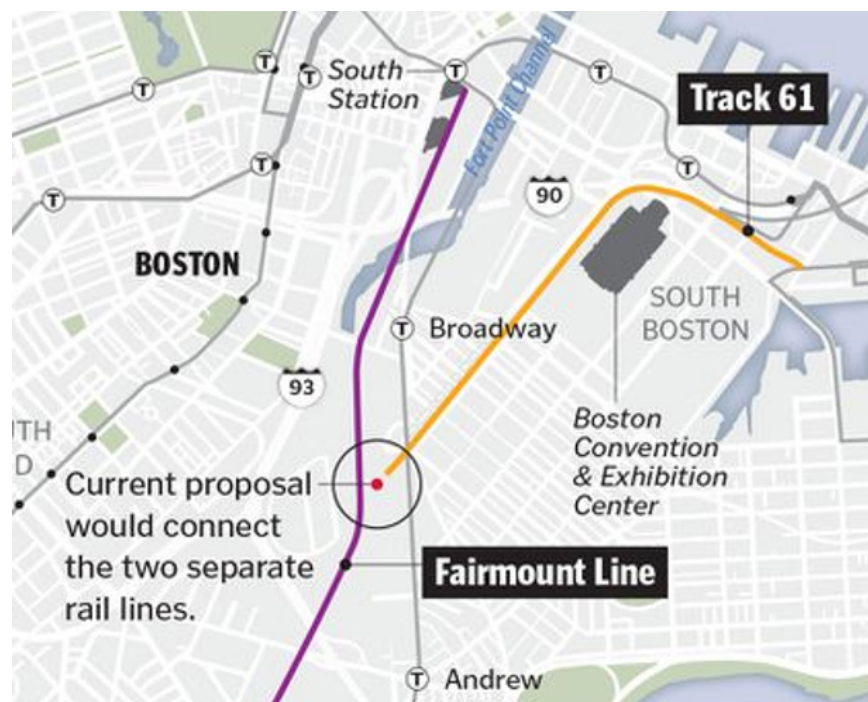 T
T
T
South
Station
T
T
Fort Point Channel
Track 61
T
90
T
T
BOSTON
SOUTH
BOSTON
T
Broadway
93
Boston
Convention
& Exhibition
Center
Current proposal
would connect
the two separate
rail lines.
Fairmount Line
T
Andrew